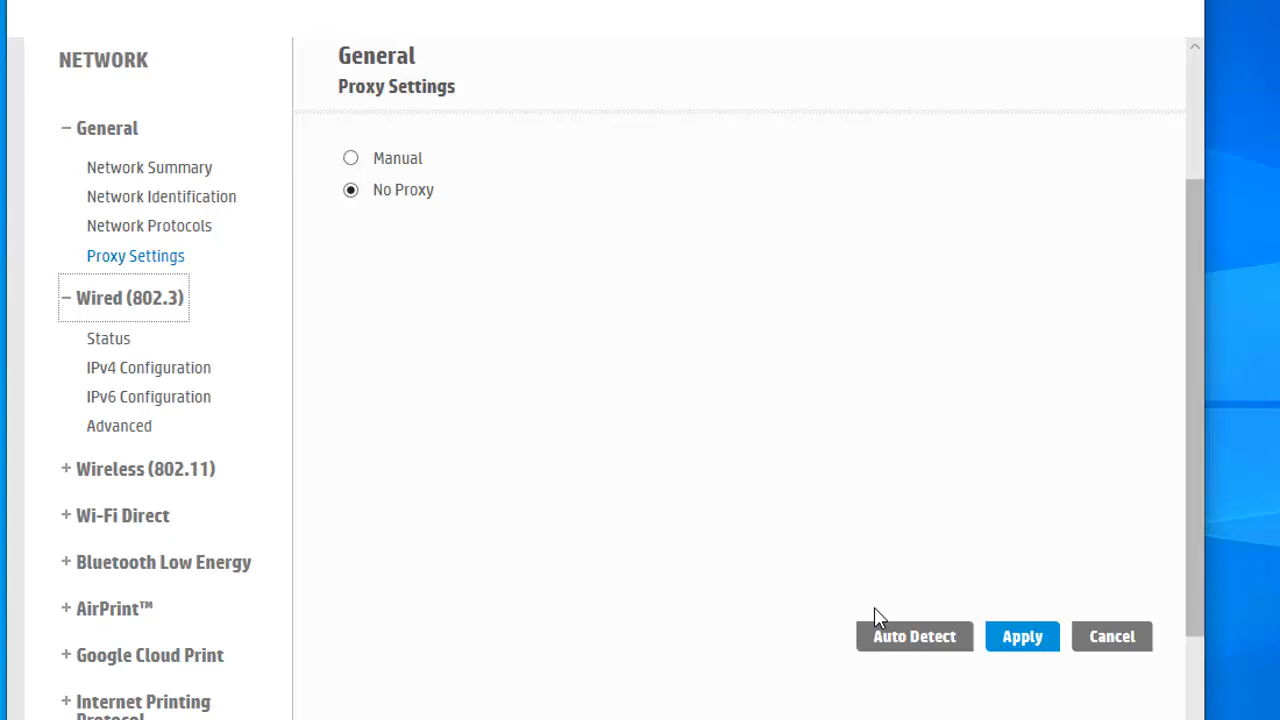 NETWORK
General
Proxy Settings
− General
Network Summary
Network Identification
Network Protocols
Proxy Settings
− Wired (802.3)
Status
IPv4 Configuration
IPv6 Configuration
Advanced
+ Wireless (802.11)
+ Wi-Fi Direct
+ Bluetooth Low Energy
+ AirPrint™
+ Google Cloud Print
+ Internet Printing
Protocol
Manual
No Proxy
Auto Detect
Apply
Cancel